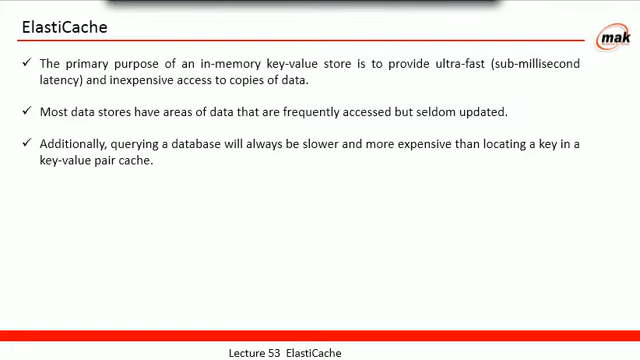 ElastiCache
mak
✓ The primary purpose of an in-memory key-value store is to provide ultra-fast (sub-millisecond
latency) and inexpensive access to copies of data.
✓ Most data stores have areas of data that are frequently accessed but seldom updated.
✓ Additionally, querying a database will always be slower and more expensive than locating a key in a
key-value pair cache.
Lecture 53 ElastiCache